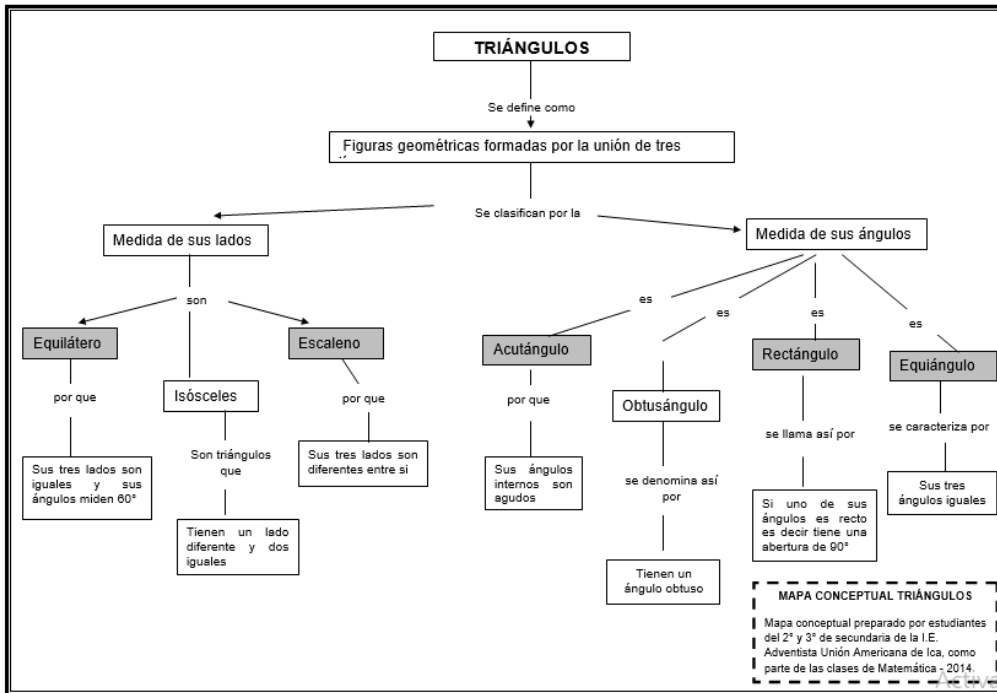 TRIÁNGULOS
Se define como
Figuras geométricas formadas por la unión de tres
Se clasifican por la
Medida de sus lados
Medida de sus ángulos
son
es
es
es
es
Equilátero
Escaleno
Acutángulo
Rectángulo
Equiángulo
Isósceles
Obtusángulo
por que
por que
por que
se llama así por
se caracteriza por
Son triángulos
que
se denomina así
por
Sus tres lados son
iguales y sus
ángulos miden 60°
Sus tres lados son
diferentes entre si
Sus ángulos
internos son
agudos
Sus tres
ángulos iguales
Si uno de sus
ángulos es recto
es decir tiene una
abertura de 90°
Tienen un lado
diferente y dos
iguales
Tienen un
ángulo obtuso
MAPA CONCEPTUAL TRIÁNGULOS
Mapa conceptual preparado por estudiantes
del 2° y 3° de secundaria de la I.E.
Adventista Unión Americana de Ica, como
parte de las clases de Matemática - 2014.